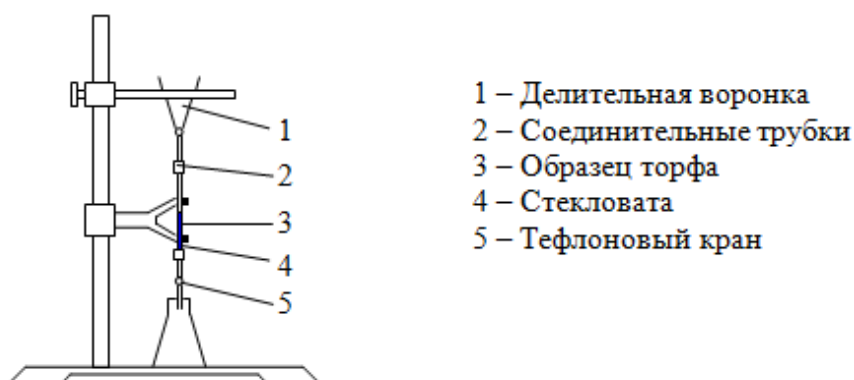 1
2
3
4
5
1 – Делительная воронка
2 – Соединительные трубки
3 – Образец торфа
4 – Стекловата
5 – Тефлоновый кран